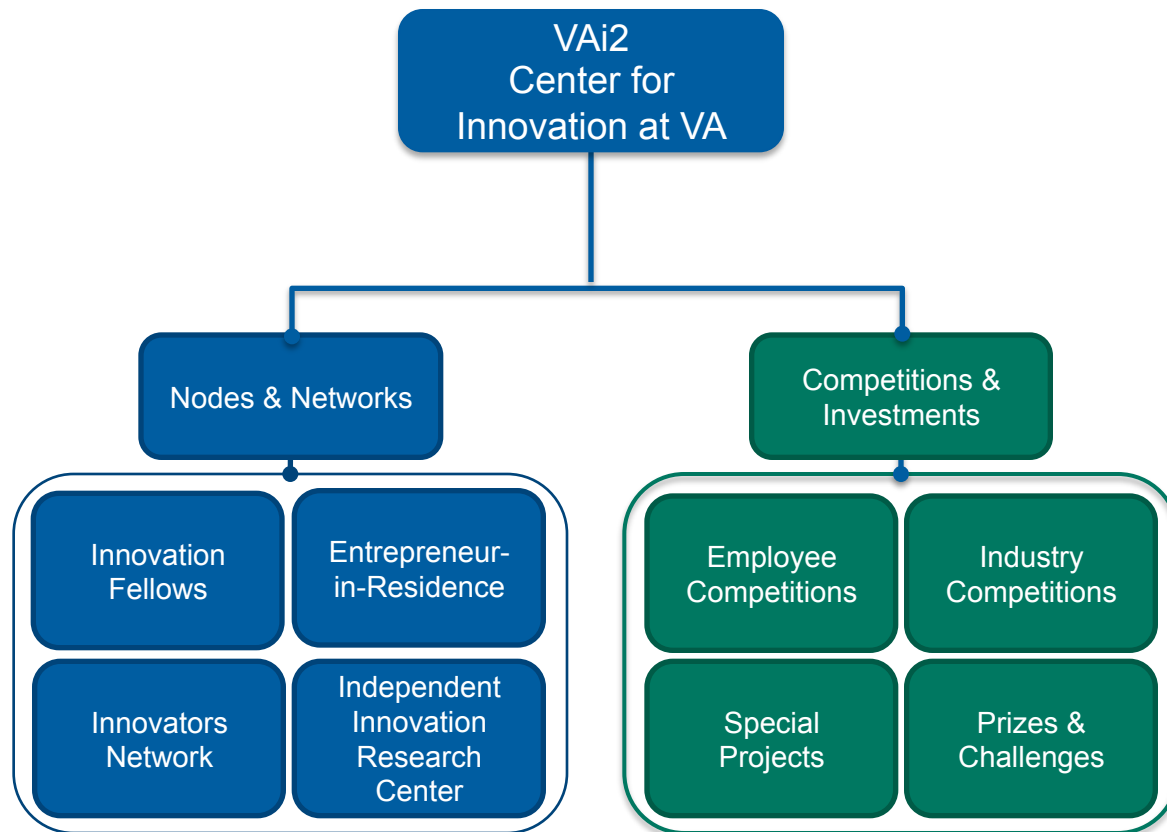 VAi2
Center for
Innovation at VA
Nodes & Networks
Competitions &
Investments
Innovation
Fellows
Entrepreneur-
in-Residence
Innovators
Network
Independent
Innovation
Research
Center
Employee
Competitions
Industry
Competitions
Special
Projects
Prizes &
Challenges